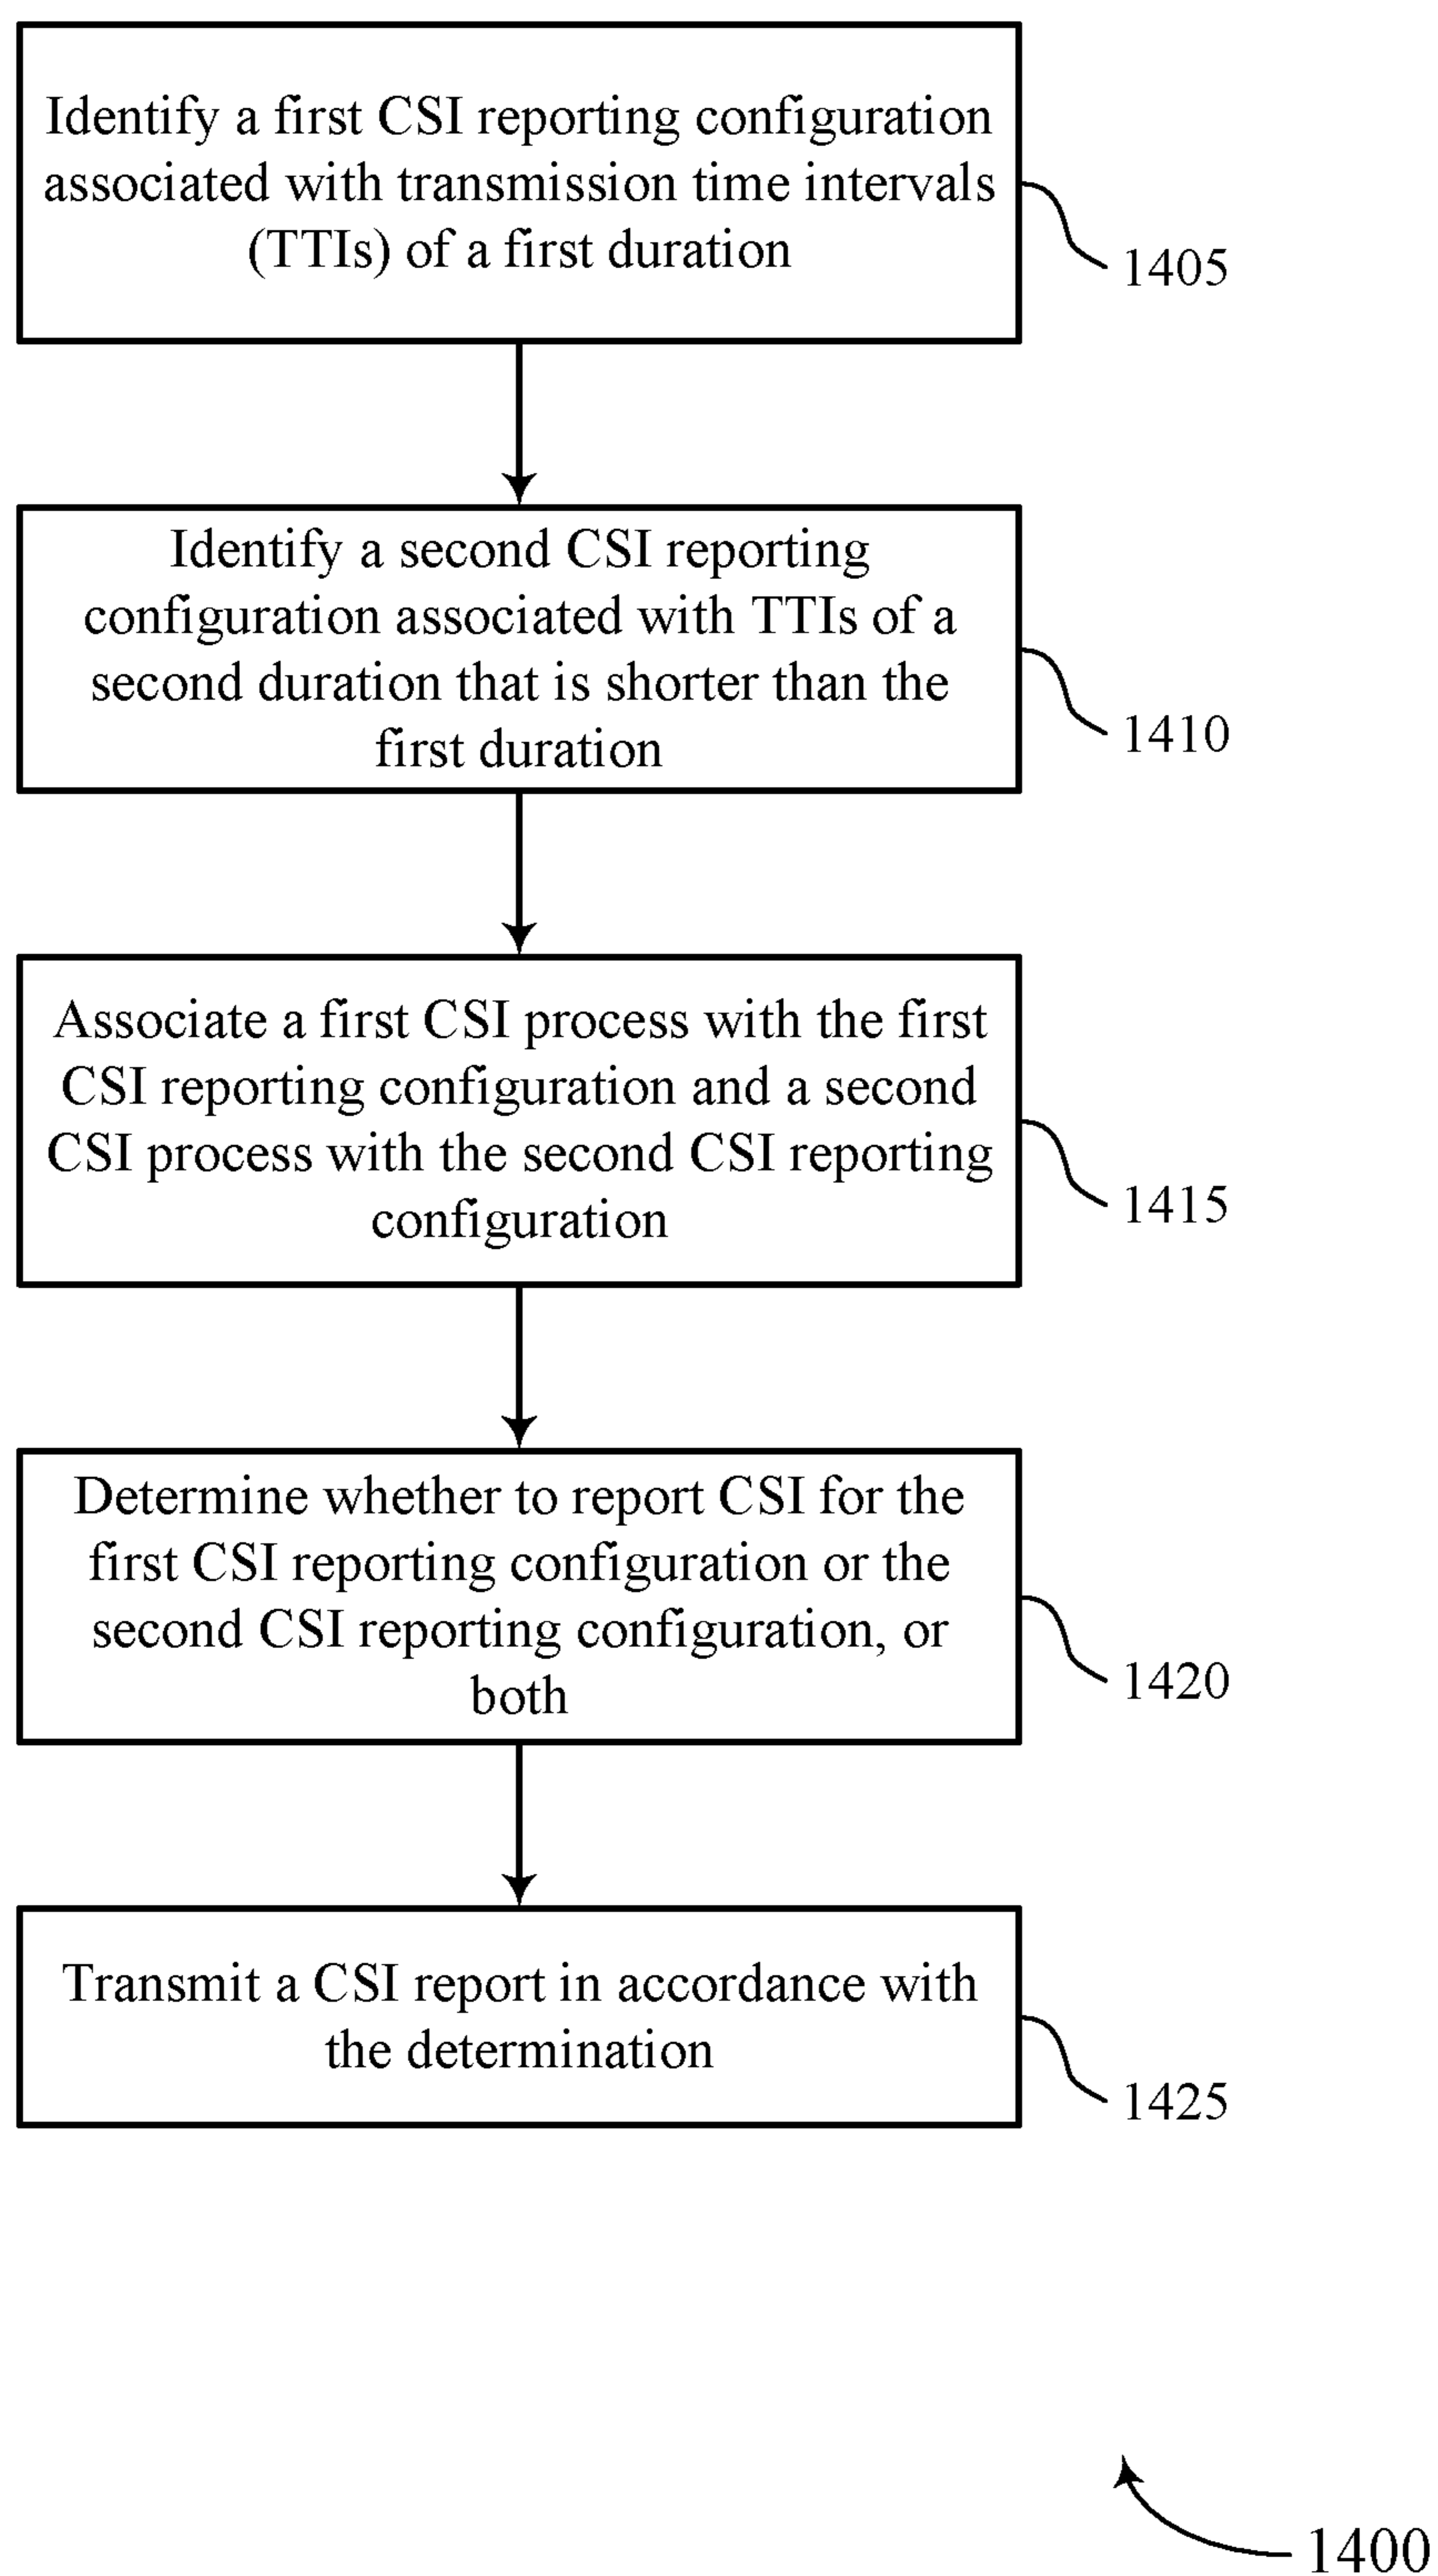 Identify a first CSI reporting configuration
associated with transmission time intervals
(TTIs) of a first duration
1405
Identify a second CSI reporting
configuration associated with TTIs of a
second duration that is shorter than the
first duration
1410
Associate a first CSI process with the first
CSI reporting configuration and a second
CSI process with the second CSI reporting
configuration
1415
Determine whether to report CSI for the
first CSI reporting configuration or the
second CSI reporting configuration, or
both
1420
Transmit a CSI report in accordance with
the determination
1425
1400